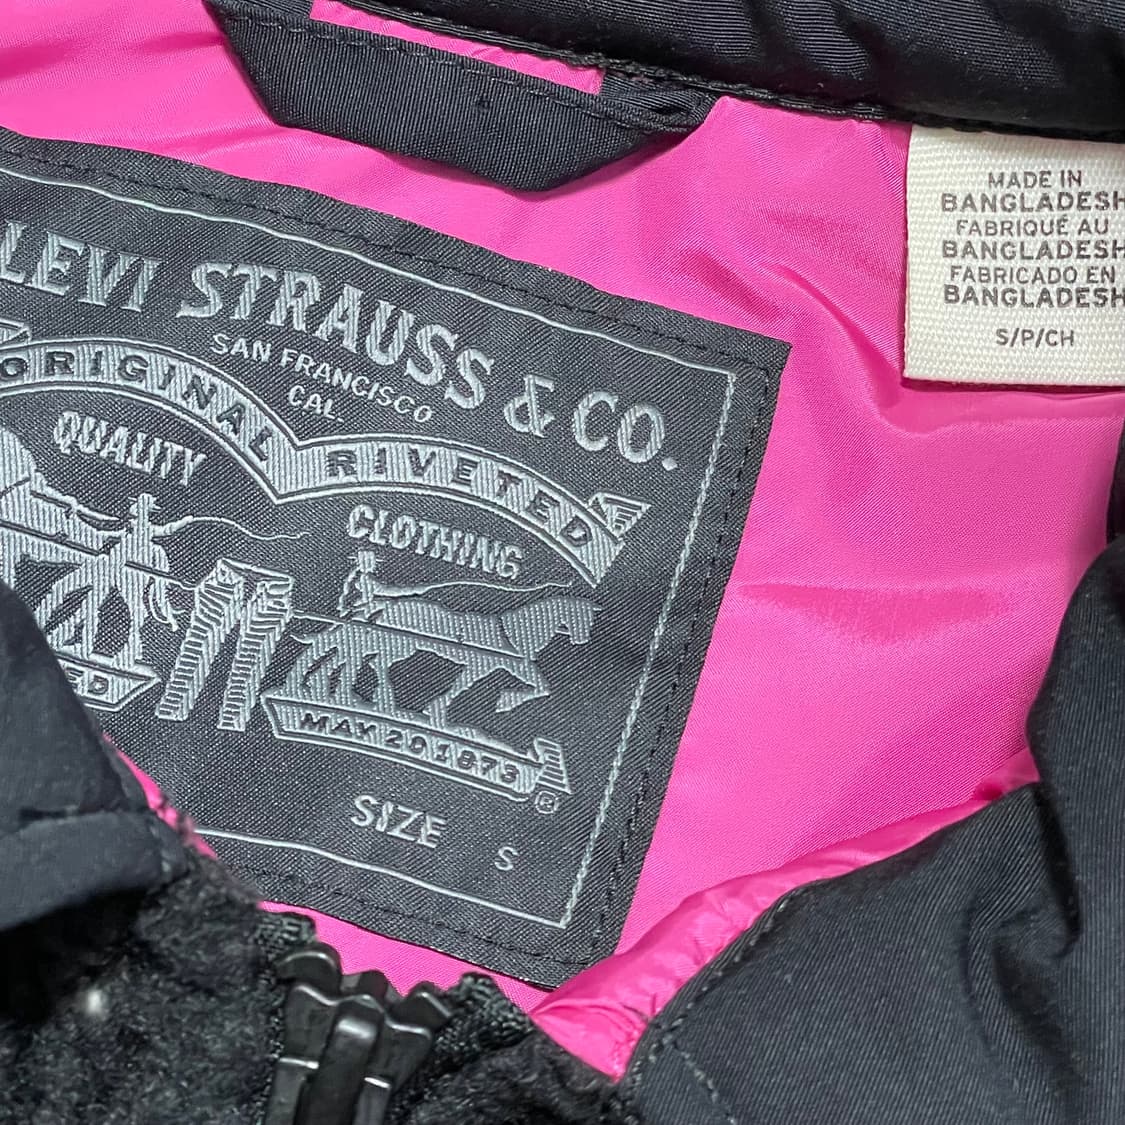 LEVI STRAUSS & CO.
SAN FRANCISCO
CAL.
ORIGINAL RIVETED
QUALITY
CLOTHING
ED
MAY 20 1873
®
SIZE S
MADE IN
BANGLADESH
FABRIQUÉ AU
BANGLADESH
FABRICADO EN
BANGLADESH
S/P/CH